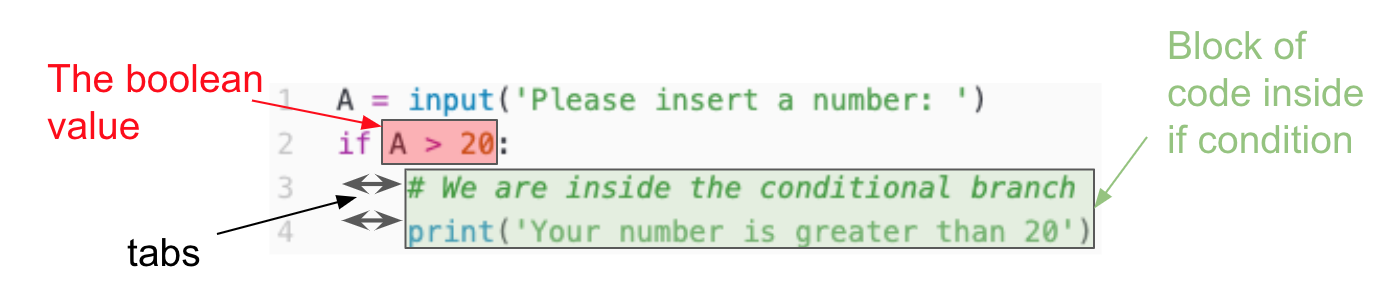 The boolean
value
Block of
code inside
if condition
1 A = input('Please insert a number: ')
2 if A > 20:
3 # We are inside the conditional branch
4 print('Your number is greater than 20')
tabs